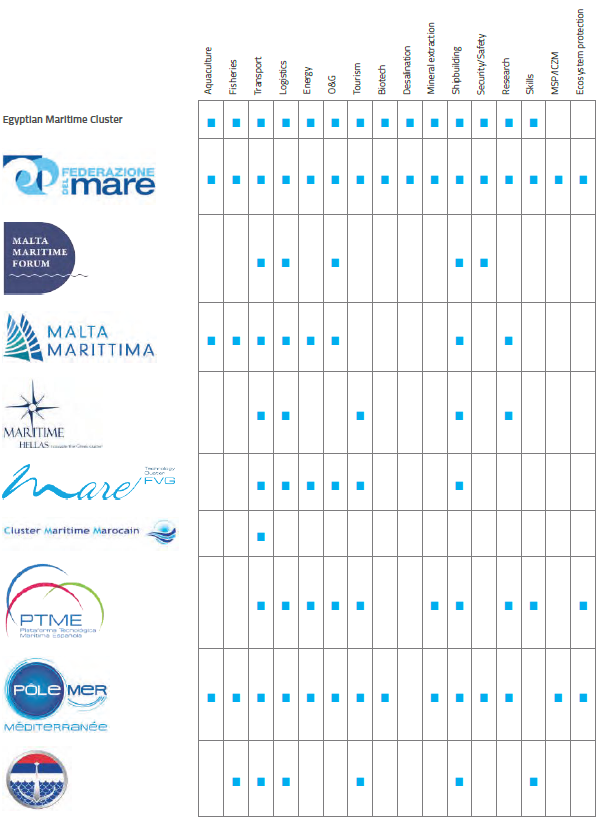 Aquaculture
Fisheries
Transport
Logistics
Energy
O&G
Tourism
Biotech
Desalination
Mineral extraction
Shipbuilding
Security/Safety
Research
Skills
MSP/ICZM
Ecosystem protection
Egyptian Maritime Cluster
FEDERAZIONE
DEL mare
MALTA
MARITIME
FORUM
MALTA
MARITTIMA
MARITIME
HELLAS
mare
Technology
Cluster
FVG
Cluster Maritime Marocain
PTME
Plataforma Tecnológica
Marítima Española
PÔLE MER
MÉDITERRANÉE